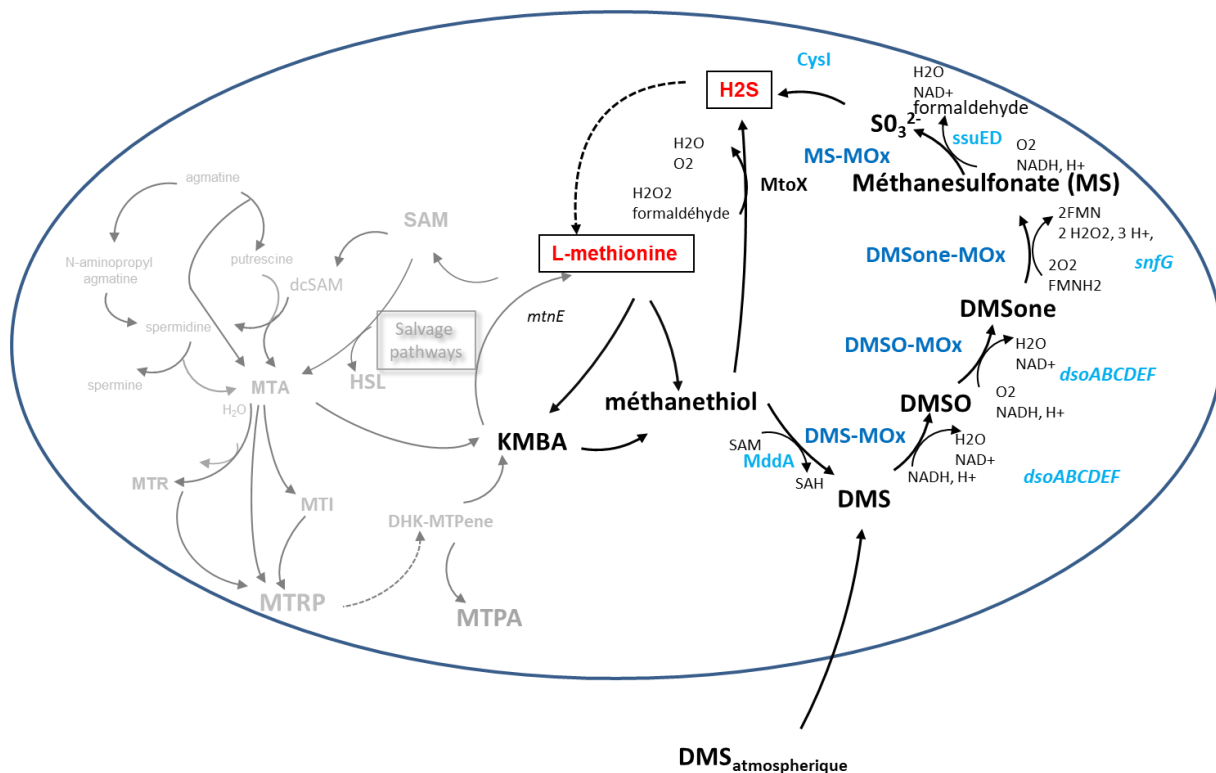 CysI
H2O
NAD+
formaldehyde
H2S
S0₃²⁻
ssuED
O2
NADH, H+
H2O
O2
MS-MOx
MtoX
Méthanesulfonate (MS)
agmatine
H2O2
formaldéhyde
2FMN
2 H2O2, 3 H+,
SAM
L-methionine
DMSone-MOx
snfG
N-aminopropyl
agmatine
putrescine
dcSAM
2O2
FMNH2
DMSone
mtnE
spermidine
Salvage
pathways
DMSO-MOx
H2O
NAD+
dsoABCDEF
spermine
MTA
HSL
méthanethiol
DMSO
O2
NADH, H+
H₂O
KMBA
SAM
MddA
SAH
DMS-MOx
H2O
NAD+
NADH, H+
dsoABCDEF
MTR
MTI
DMS
DHK-MTPene
MTRP
MTPA
DMSatmospherique